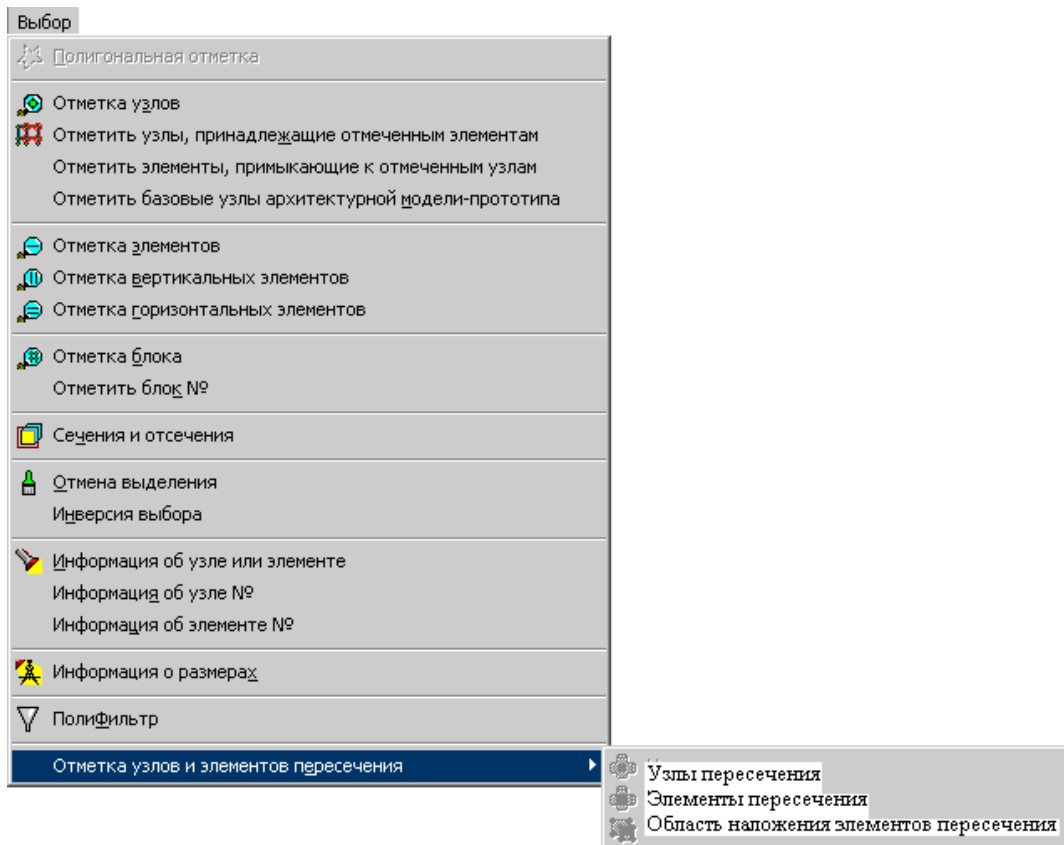 Выбор
Полигональная отметка
Отметка узлов
Отметить узлы, принадлежащие отмеченным элементам
Отметить элементы, примыкающие к отмеченным узлам
Отметить базовые узлы архитектурной модели-прототипа
Отметка элементов
Отметка вертикальных элементов
Отметка горизонтальных элементов
Отметка блока
Отметить блок №
Сечения и отсечения
Отмена выделения
Инверсия выбора
Информация об узле или элементе
Информация об узле №
Информация об элементе №
Информация о размерах
ПолиФильтр
Отметка узлов и элементов пересечения
Узлы пересечения
Элементы пересечения
Область наложения элементов пересечения